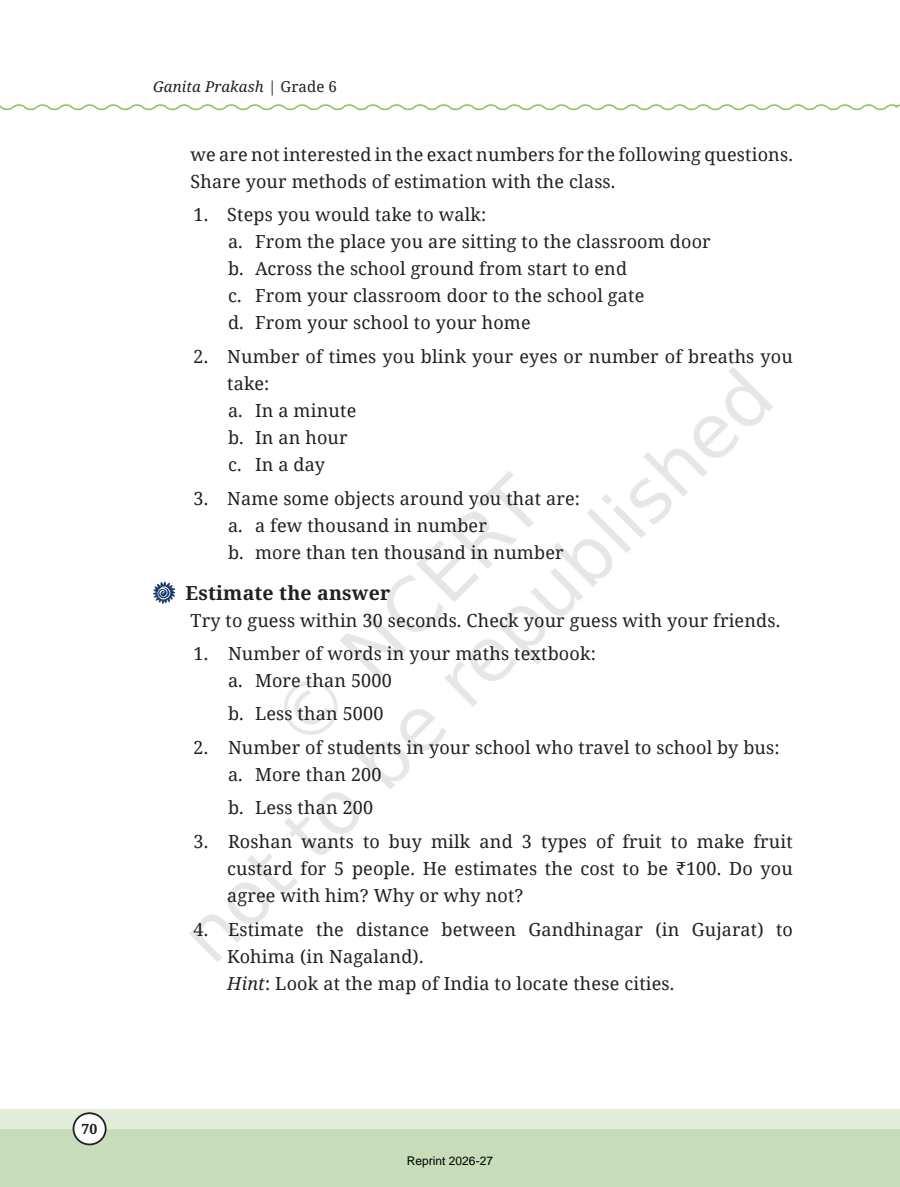 Ganita Prakash | Grade 6
we are not interested in the exact numbers for the following questions.
Share your methods of estimation with the class.
1. Steps you would take to walk:
a. From the place you are sitting to the classroom door
b. Across the school ground from start to end
c. From your classroom door to the school gate
d. From your school to your home
2. Number of times you blink your eyes or number of breaths you
take:
a. In a minute
b. In an hour
c. In a day
3. Name some objects around you that are:
a. a few thousand in number
b. more than ten thousand in number
Estimate the answer
Try to guess within 30 seconds. Check your guess with your friends.
1. Number of words in your maths textbook:
a. More than 5000
b. Less than 5000
2. Number of students in your school who travel to school by bus:
a. More than 200
b. Less than 200
3. Roshan wants to buy milk and 3 types of fruit to make fruit
custard for 5 people. He estimates the cost to be ₹100. Do you
agree with him? Why or why not?
4. Estimate the distance between Gandhinagar (in Gujarat) to
Kohima (in Nagaland).
Hint: Look at the map of India to locate these cities.
© NCERT
not to be republished
70
Reprint 2026-27